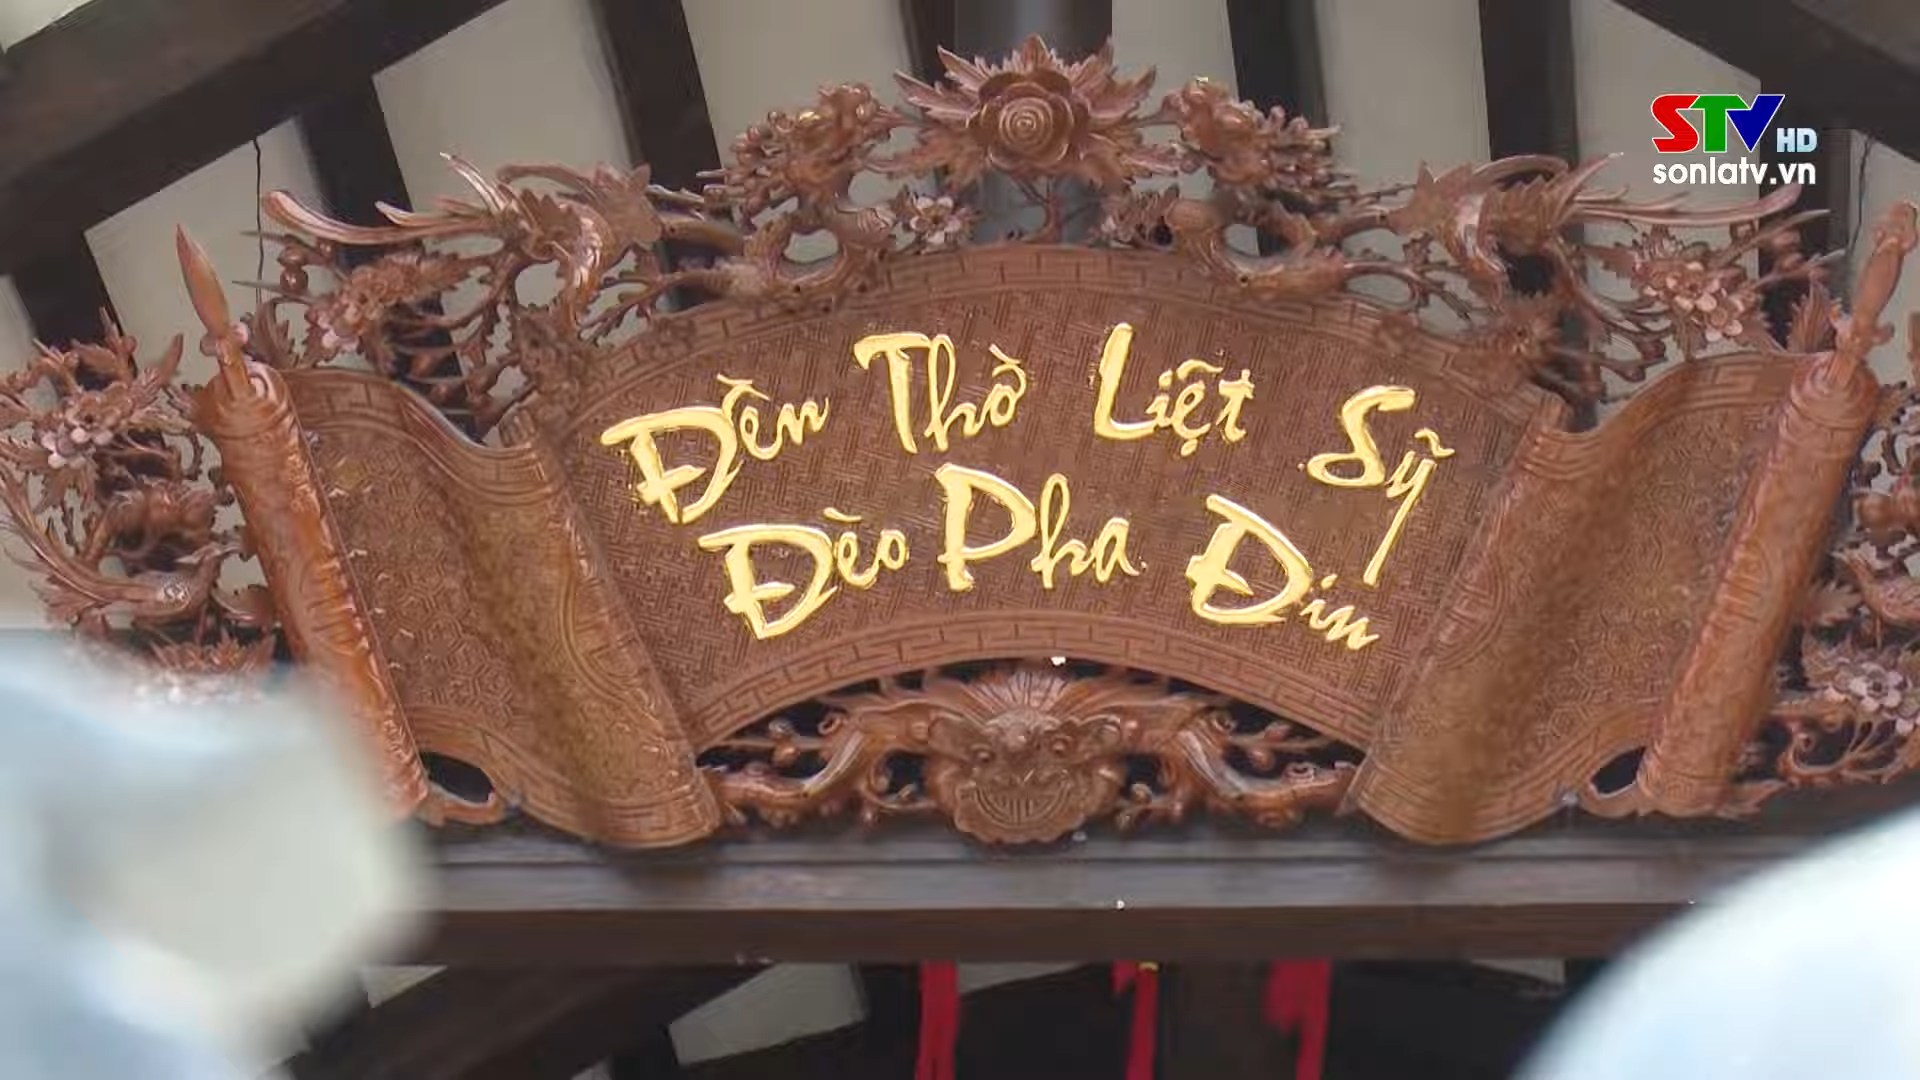 STV HD
sonlatv.vn
Đền Thờ Liệt Sỹ
Đèo Pha Đin